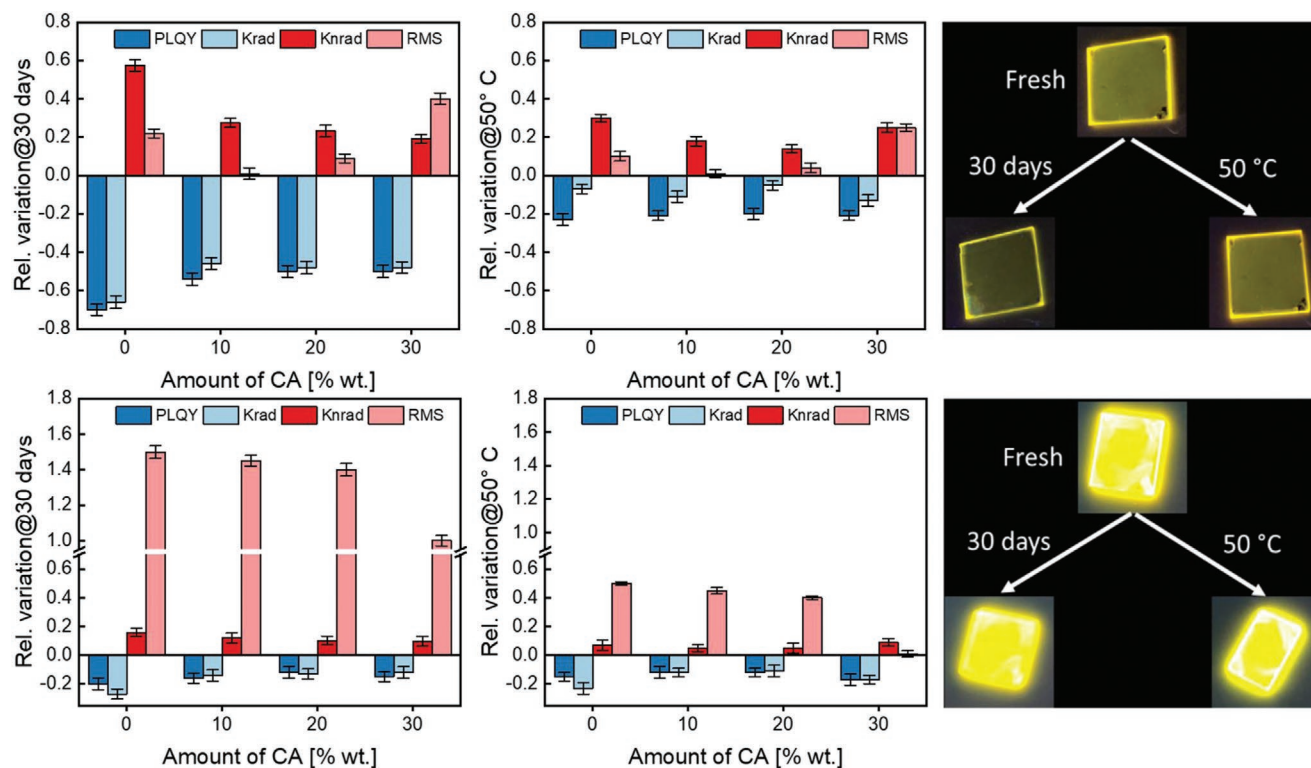 PLQY Krad Knrad RMS
Rel. variation@30 days
0.8
0.6
0.4
0.2
0.0
-0.2
-0.4
-0.6
-0.8
0 10 20 30
Amount of CA [% wt.]
PLQY Krad Knrad RMS
Rel. variation@50° C
0.8
0.6
0.4
0.2
0.0
-0.2
-0.4
-0.6
-0.8
0 10 20 30
Amount of CA [% wt.]
Fresh
30 days 50 °C
PLQY Krad Knrad RMS
Rel. variation@30 days
1.8
1.6
1.4
1.2
1.0
0.6
0.4
0.2
0.0
-0.2
0 10 20 30
Amount of CA [% wt.]
PLQY Krad Knrad RMS
Rel. variation@50° C
1.8
1.6
1.4
1.2
1.0
0.6
0.4
0.2
0.0
-0.2
0 10 20 30
Amount of CA [% wt.]
Fresh
30 days 50 °C